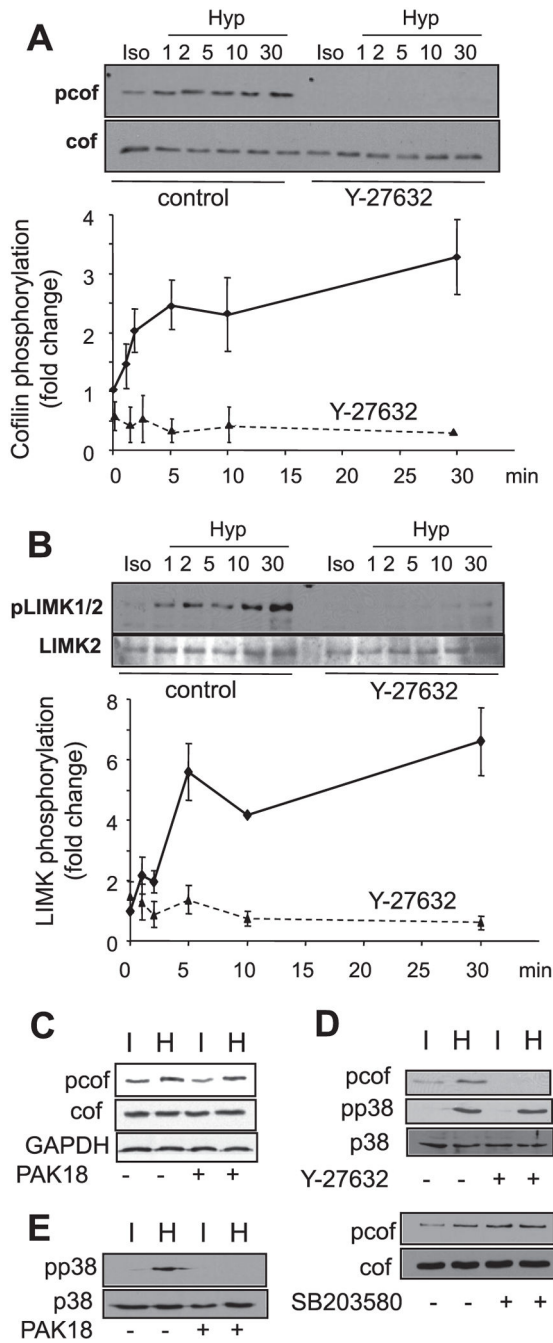 A
Hyp
Iso 1 2 5 10 30 1 2 5 10 30
pcof
cof
control Y-27632
Cofilin phosphorylation
(fold change)
4
3
2
1
0
Y-27632
0 5 10 15 20 25 30 min
B
Hyp Hyp
Iso 1 2 5 10 30 Iso 1 2 5 10 30
pLIMK1/2
LIMK2
control Y-27632
LIMK phosphorylation
(fold change)
8
6
4
2
0
Y-27632
0 5 10 15 20 25 30 min
C
I H I H
pcof
cof
GAPDH
PAK18 - - + +
D
I H I H
pcof
pp38
p38
Y-27632 - - + +
pcof
cof
SB203580 - - + +
E
I H I H
pp38
p38
PAK18 - - + +